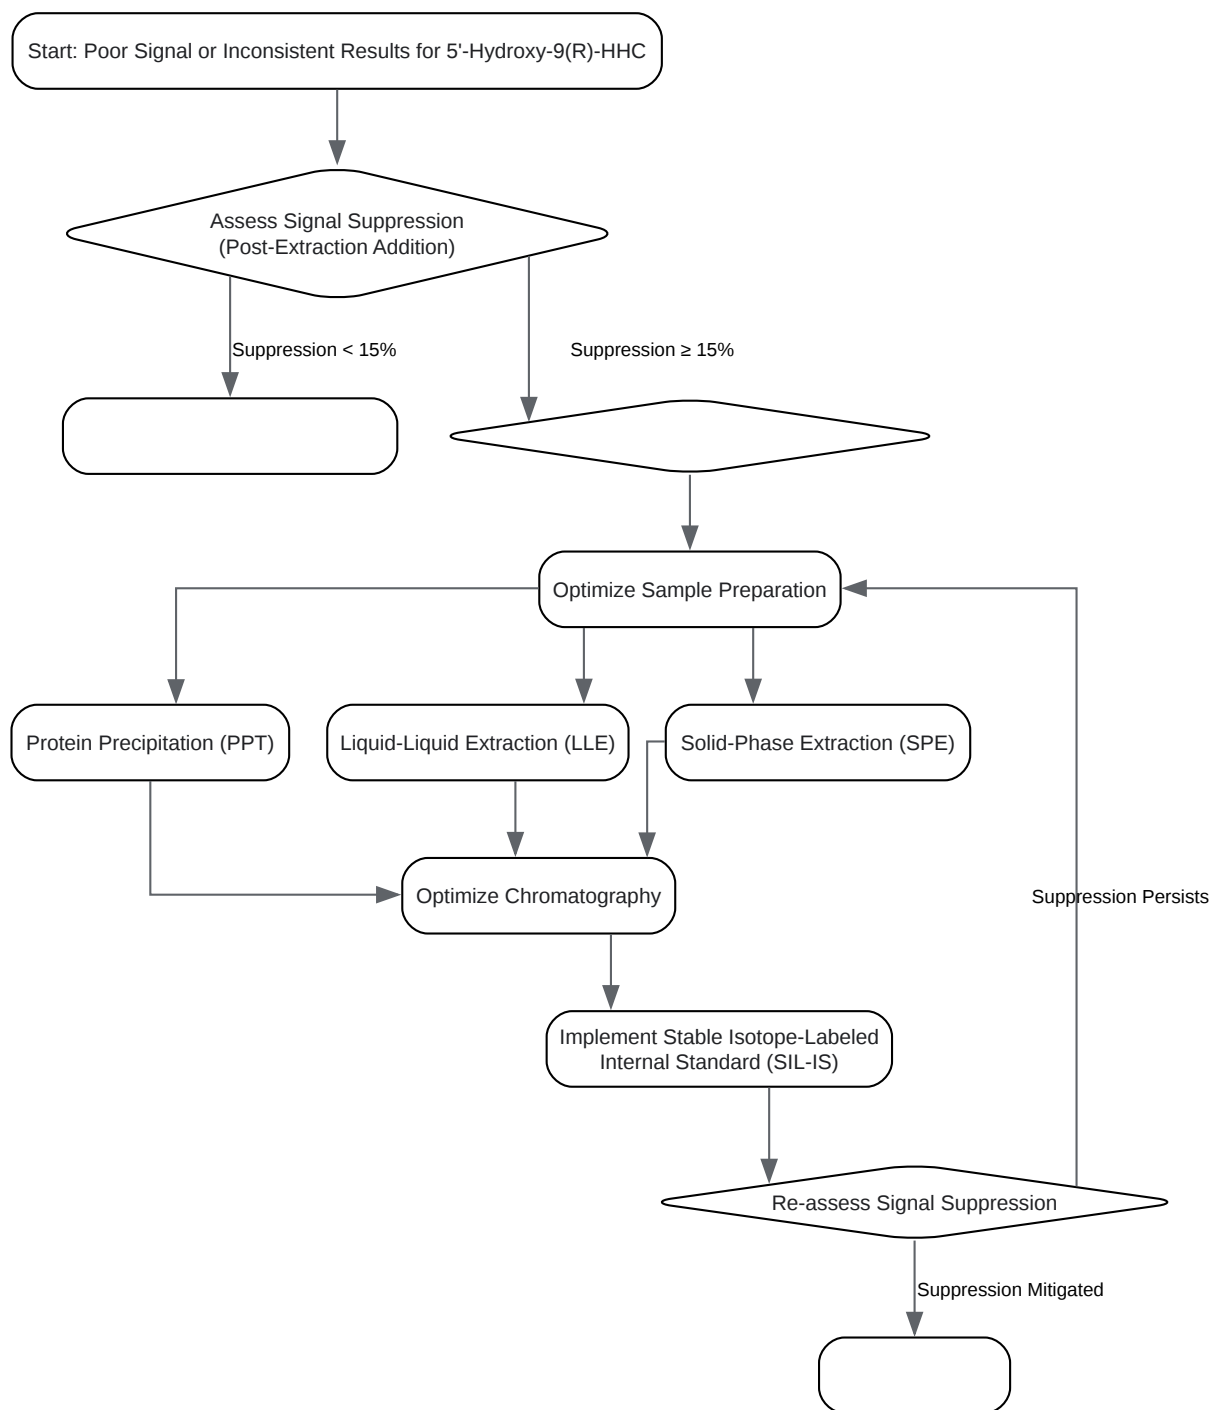 Start: Poor Signal or Inconsistent Results for 5'-Hydroxy-9(R)-HHC
Assess Signal Suppression
(Post-Extraction Addition)
Suppression < 15%
Suppression ≥ 15%
Optimize Sample Preparation
Protein Precipitation (PPT)
Liquid-Liquid Extraction (LLE)
Solid-Phase Extraction (SPE)
Optimize Chromatography
Suppression Persists
Implement Stable Isotope-Labeled
Internal Standard (SIL-IS)
Re-assess Signal Suppression
Suppression Mitigated